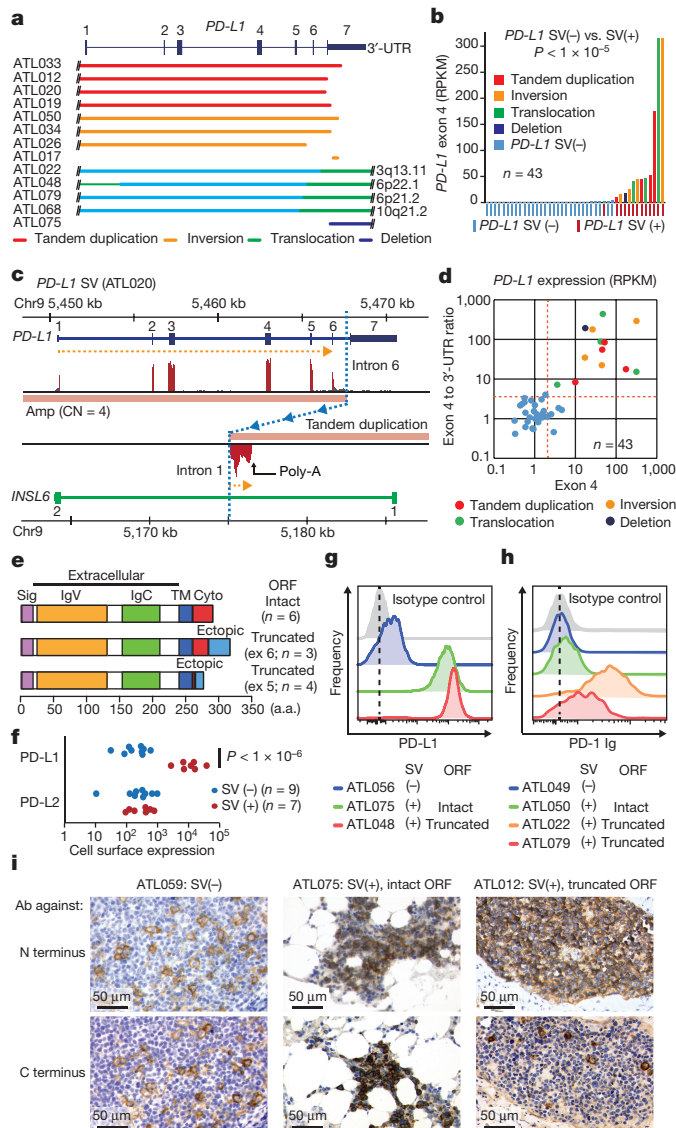 a
PD-L1
1 2 3 4 5 6 7
3′-UTR
ATL033
ATL012
ATL020
ATL019
ATL050
ATL034
ATL026
ATL017
ATL022 3q13.11
ATL048 6p22.1
ATL079 6p21.2
ATL068 10q21.2
ATL075
Tandem duplication Inversion Translocation Deletion
b
PD-L1 SV(–) vs. SV(+)
P < 1 × 10–5
PD-L1 exon 4 (RPKM)
300
250
200
150
100
50
0
Tandem duplication
Inversion
Translocation
Deletion
PD-L1 SV(–)
n = 43
PD-L1 SV (–) PD-L1 SV (+)
c
PD-L1 SV (ATL020)
Chr9 5,450 kb 5,460 kb 5,470 kb
PD-L1 1 2 3 4 5 6 7
Intron 6
Amp (CN = 4)
Tandem duplication
Intron 1 Poly-A
INSL6
2 1
Chr9 5,170 kb 5,180 kb
d
PD-L1 expression (RPKM)
Exon 4 to 3′-UTR ratio
1,000
100
10
1
0.1
n = 43
0.1 1 10 100 1,000
Exon 4
Tandem duplication Inversion
Translocation Deletion
e
Extracellular
Sig IgV IgC TM Cyto
ORF
Intact
(n = 6)
Ectopic
Truncated
(ex 6; n = 3)
Ectopic
Truncated
(ex 5; n = 4)
0 50 100 150 200 250 300 350 (a.a.)
f
PD-L1
P < 1 × 10–6
PD-L2
SV (–) (n = 9)
SV (+) (n = 7)
1 10 10² 10³ 10⁴ 10⁵
Cell surface expression
g
Isotype control
Frequency
PD-L1
SV ORF
ATL056 (–)
ATL075 (+) Intact
ATL048 (+) Truncated
h
Isotype control
Frequency
PD-1 Ig
SV ORF
ATL049 (–)
ATL050 (+) Intact
ATL022 (+) Truncated
ATL079 (+) Truncated
i
ATL059: SV(–) ATL075: SV(+), intact ORF ATL012: SV(+), truncated ORF
Ab against:
N terminus
50 µm 50 µm 50 µm
C terminus
50 µm 50 µm 50 µm